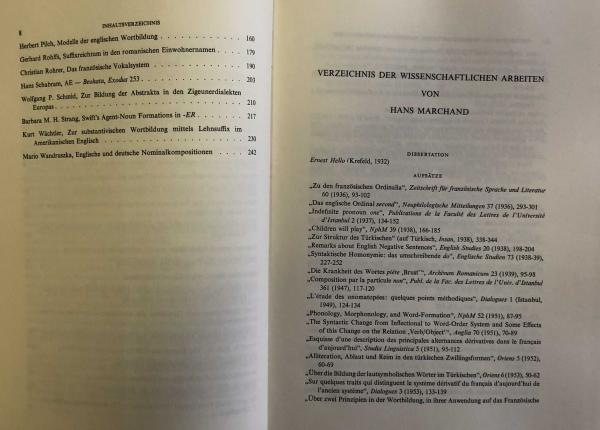 8
INHALTSVERZEICHNIS
Herbert Pilch, Modelle der englischen Wortbildung . . . . . 160
Gerhard Rohlfs, Suffixreichtum in den romanischen Einwohnernamen . 179
Christian Rohrer, Das französische Vokalsystem . . . . . . 190
Hans Schabram, AE — Beohata, Exodus 253 . . . . . . . . 203
Wolfgang P. Schmid, Zur Bildung der Abstrakta in den Zigeunerdialekten
Europas . . . . . . . . . . . . . . . . . . 210
Barbara M. H. Strang, Swift's Agent-Noun Formations in -ER . . . . 217
Kurt Wächtler, Zur substantivischen Wortbildung mittels Lehnsuffix im
Amerikanischen Englisch . . . . . . . . . . . . . 230
Mario Wandruszka, Englische und deutsche Nominalkompositionen . . . . 242
VERZEICHNIS DER WISSENSCHAFTLICHEN ARBEITEN
VON
HANS MARCHAND
DISSERTATION
Ernest Hello (Krefeld, 1932)
AUFSÄTZE
„Zu den französischen Ordinalia“, Zeitschrift für französische Sprache und Literatur
60 (1936), 93-102
„Das englische Ordinal second“, Neuphilologische Mitteilungen 37 (1936), 293-301
„Indefinite pronoun one“, Publications de la Faculté des Lettres de l'Université
d'Istanbul 2 (1937), 134-152
„Children will play“, NphM 39 (1938), 166-185
„Zur Struktur des Türkischen“ (auf Türkisch, Insan, 1938), 338-344
„Remarks about English Negative Sentences“, English Studies 20 (1938), 198-204
„Syntaktische Homonymie: das umschreibende do“, Englische Studien 73 (1938-39),
227-252
„Die Krankheit des Wortes piéte ‚Brust'“, Archivum Romanicum 23 (1939), 95-98
„Composition par la particule non“, Publ. de la Fac. des Lettres de l'Univ. d'Istanbul
361 (1947), 117-120
„L'étude des onomatopées: quelques points méthodiques“, Dialogues 1 (Istanbul,
1949), 124-134
„Phonology, Morphonology, and Word-Formation“, NphM 52 (1951), 87-95
„The Syntactic Change from Inflectional to Word-Order System and Some Effects
of this Change on the Relation ‚Verb/Object'“, Anglia 70 (1951), 70-89
„Esquisse d'une description des principales alternances dérivatives dans le français
d'aujourd'hui“, Studia Linguistica 5 (1951), 95-112
„Alliteration, Ablaut und Reim in den türkischen Zwillingsformen“, Oriens 5 (1952),
60-69
„Über die Bildung der lautsymbolischen Wörter im Türkischen“, Oriens 6 (1953), 50-62
„Sur quelques traits qui distinguent le système dérivatif du français d'aujourd'hui de
l'ancien système“, Dialogues 3 (1953), 133-139
„Über zwei Prinzipien in der Wortbildung, in ihrer Anwendung auf das Französische